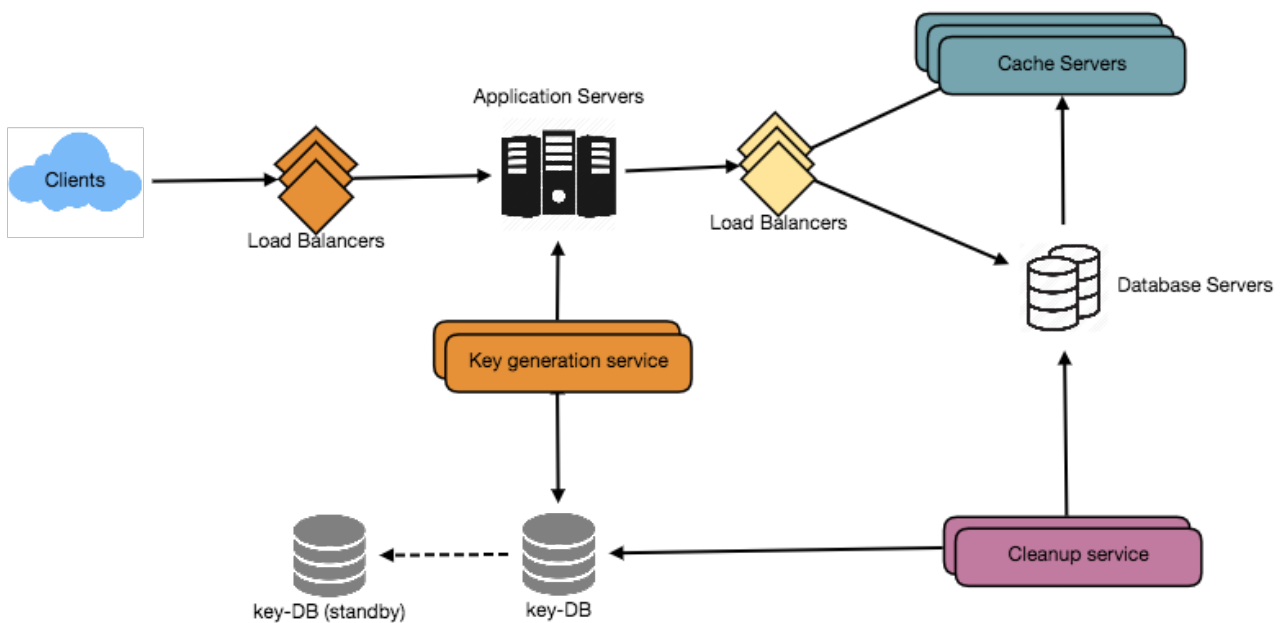 Cache Servers
Application Servers
Clients
Load Balancers
Load Balancers
Database Servers
Key generation service
Cleanup service
key-DB (standby)
key-DB